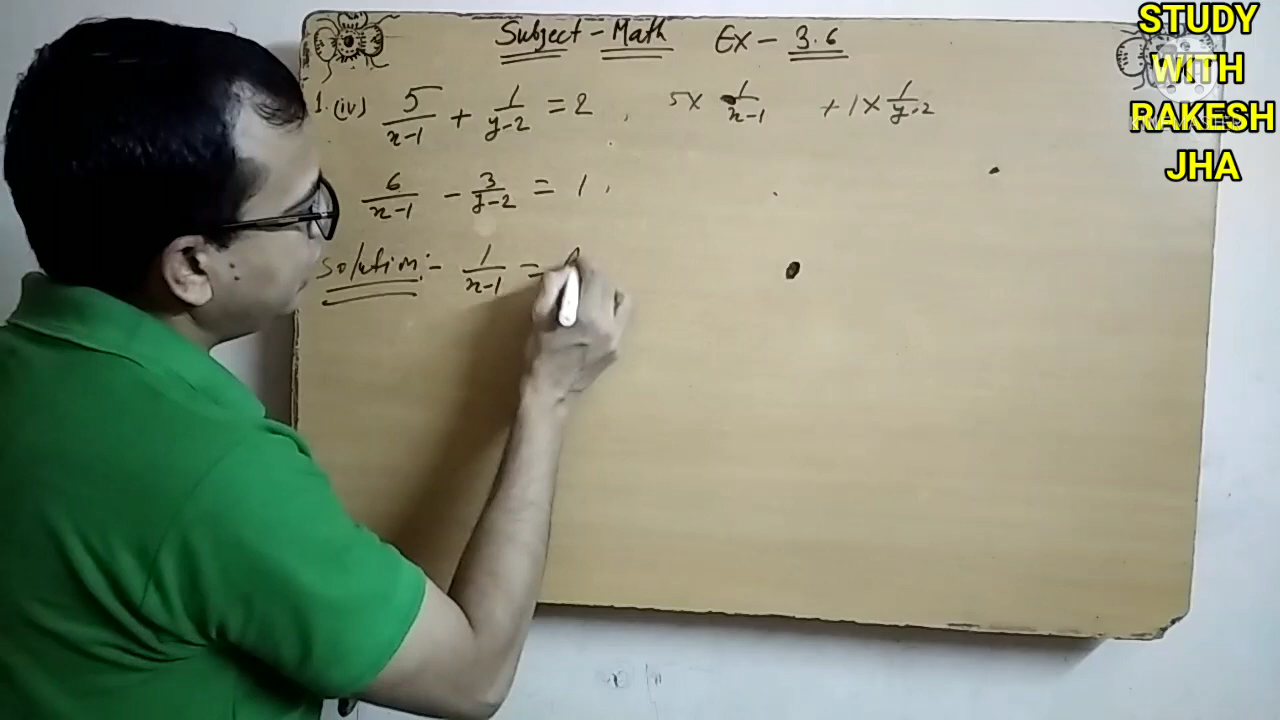 Subject - Math Ex - 3.6
1. (iv) 5/(x-1) + 1/(y-2) = 2, 5× 1/(x-1) + 1× 1/(y-2)
6/(x-1) - 3/(y-2) = 1.
Solution:- 1/(x-1) =
STUDY
WITH
RAKESH
JHA